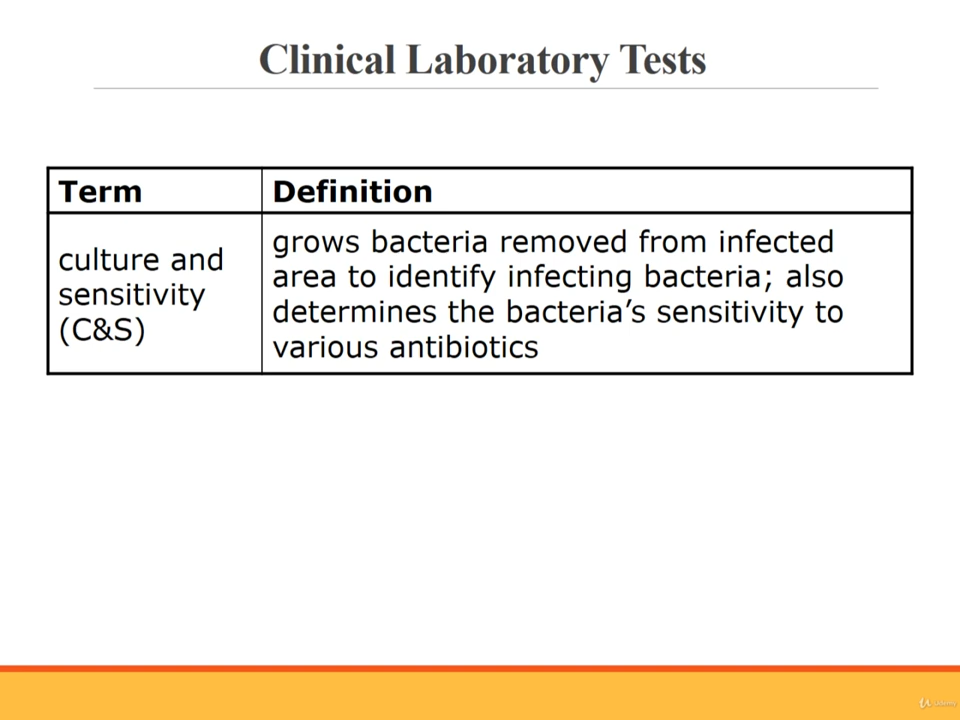 Clinical Laboratory Tests
Term
Definition
culture and
sensitivity
(C&S)
grows bacteria removed from infected
area to identify infecting bacteria; also
determines the bacteria’s sensitivity to
various antibiotics
Udemy